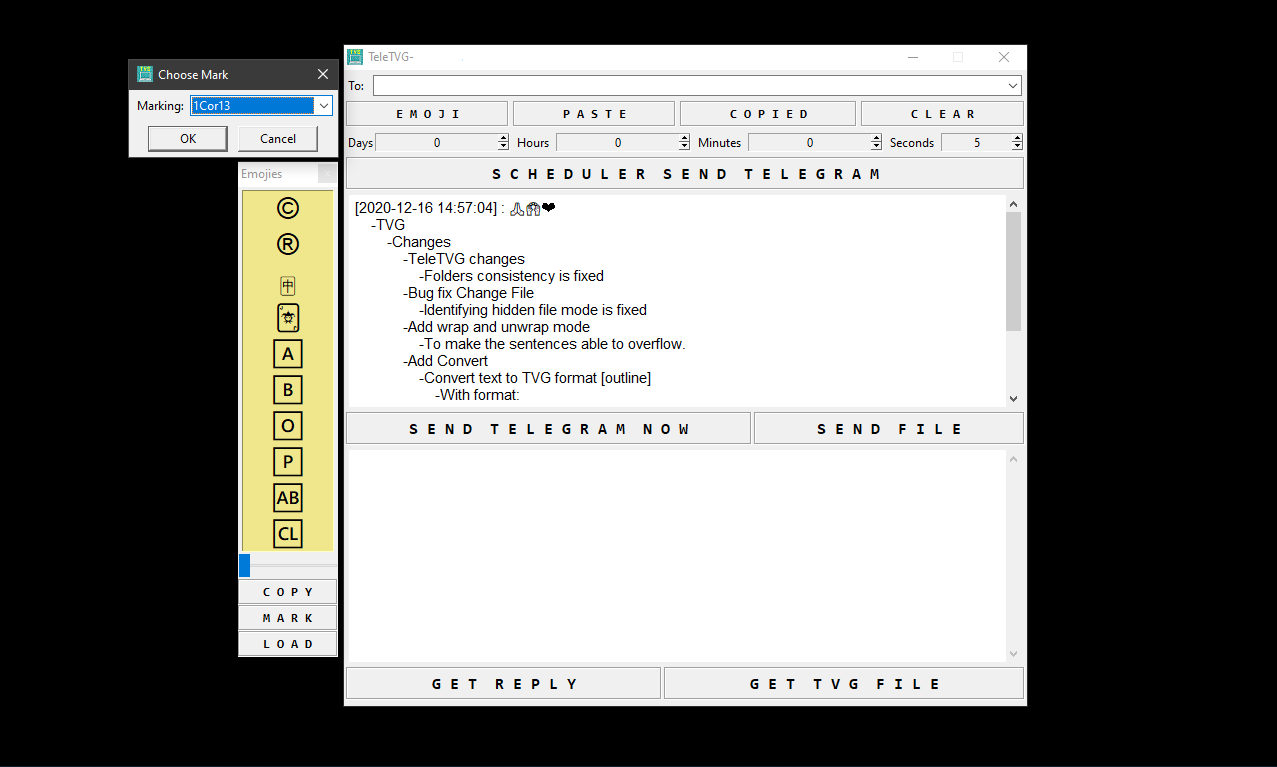 Choose Mark
Marking: 1Cor13
OK Cancel
Emojies
©
®
中
A
B
O
P
AB
CL
COPY
MARK
LOAD
TeleTVG-
To:
EMOJI PASTE COPIED CLEAR
Days 0 Hours 0 Minutes 0 Seconds 5
SCHEDULER SEND TELEGRAM
[2020-12-16 14:57:04] : 🙏😱❤
-TVG
-Changes
-TeleTVG changes
-Folders consistency is fixed
-Bug fix Change File
-Identifying hidden file mode is fixed
-Add wrap and unwrap mode
-To make the sentences able to overflow.
-Add Convert
-Convert text to TVG format [outline]
-With format:
SEND TELEGRAM NOW SEND FILE
GET REPLY GET TVG FILE